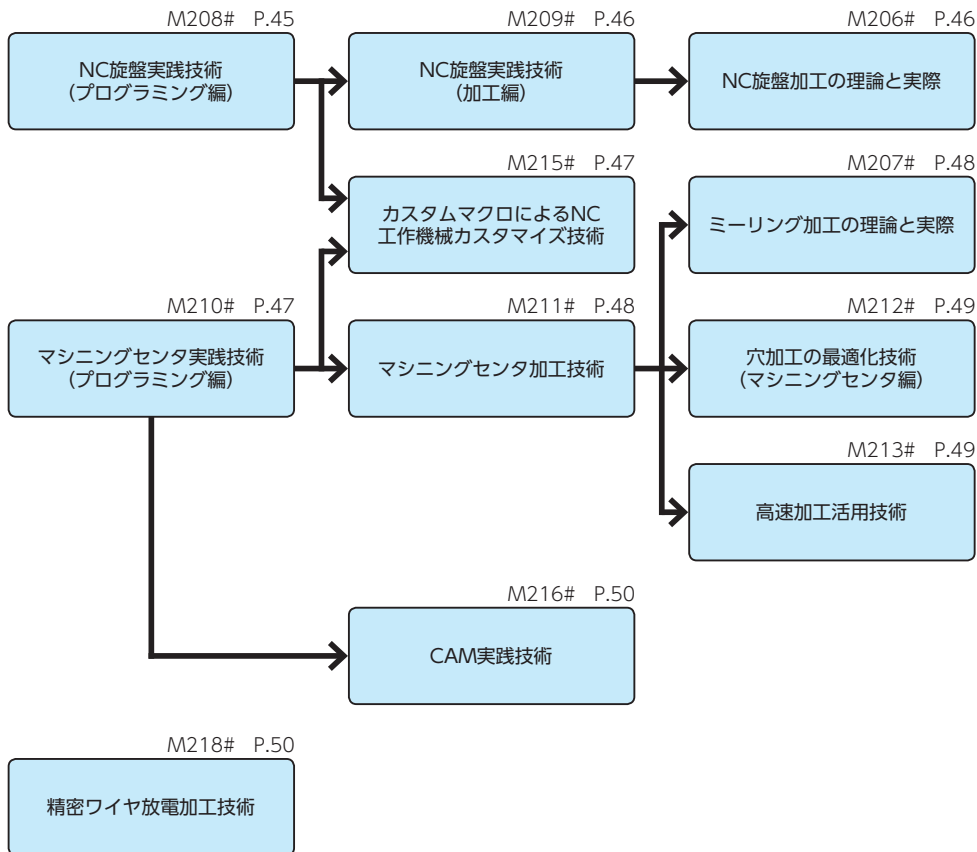 M208# P.45
NC旋盤実践技術
(プログラミング編)
M209# P.46
NC旋盤実践技術
(加工編)
M206# P.46
NC旋盤加工の理論と実際
M215# P.47
カスタムマクロによるNC
工作機械カスタマイズ技術
M207# P.48
ミーリング加工の理論と実際
M210# P.47
マシニングセンタ実践技術
(プログラミング編)
M211# P.48
マシニングセンタ加工技術
M212# P.49
穴加工の最適化技術
(マシニングセンタ編)
M213# P.49
高速加工活用技術
M216# P.50
CAM実践技術
M218# P.50
精密ワイヤ放電加工技術